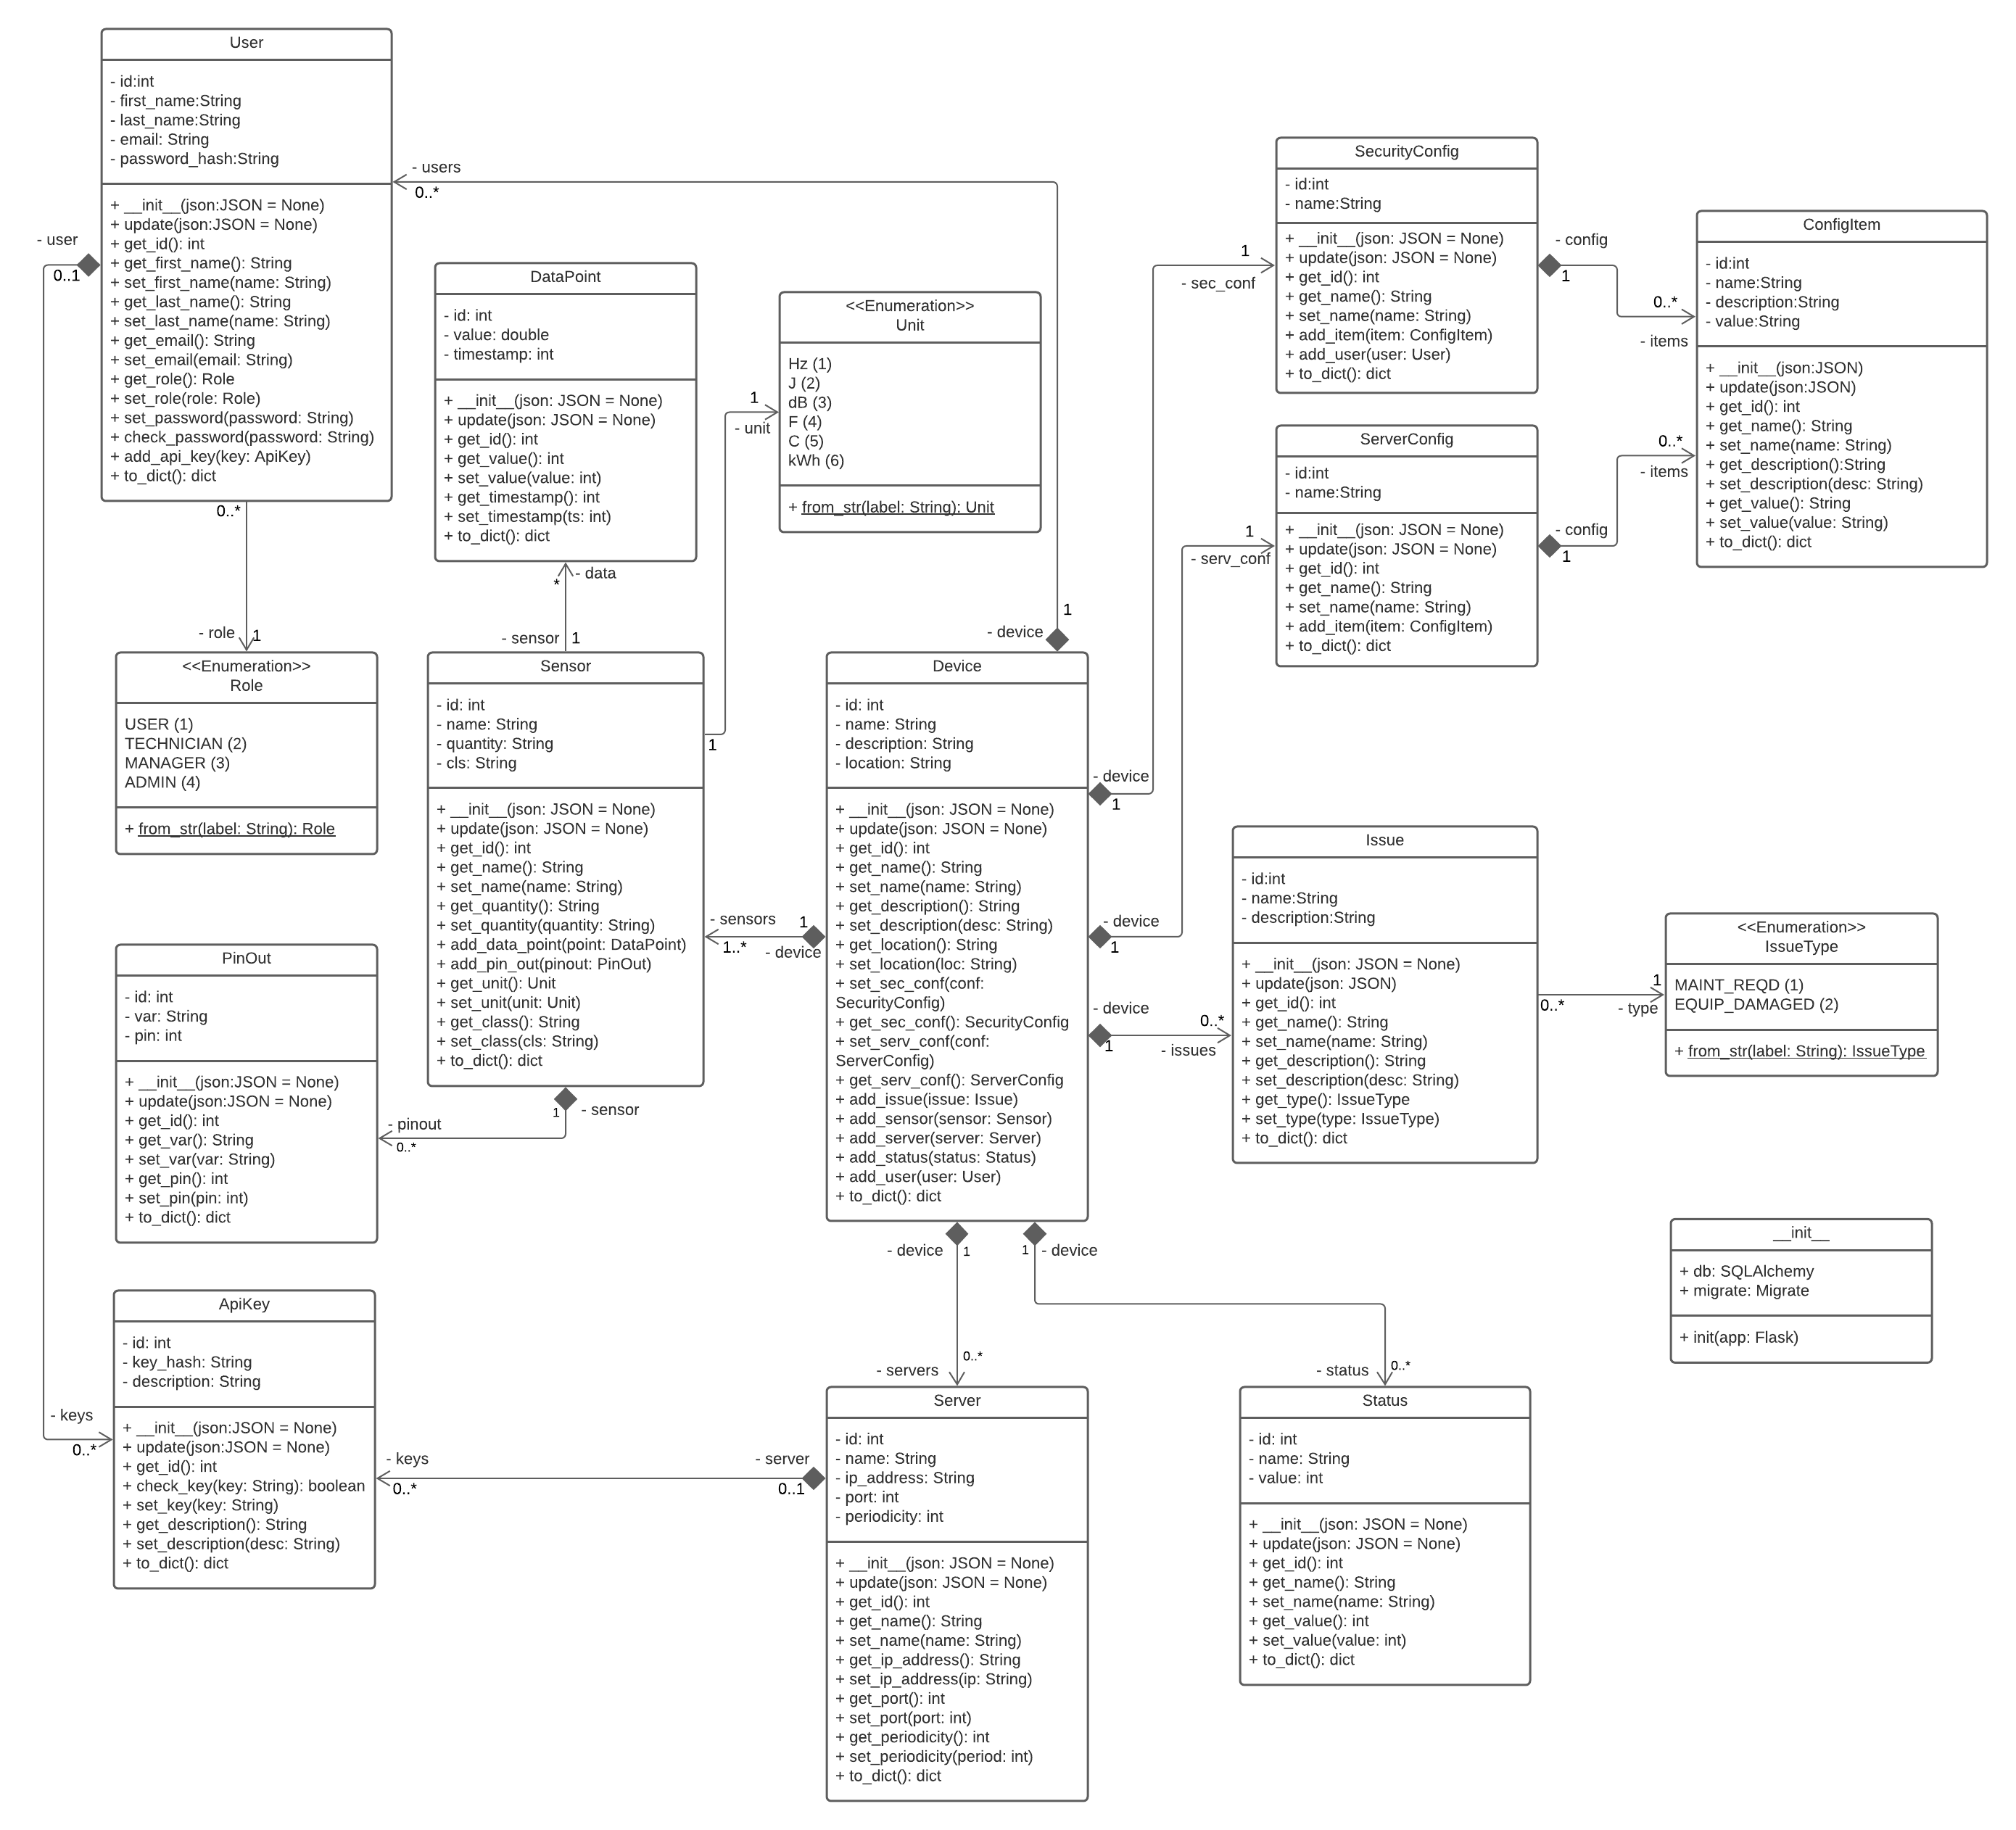 User
- id:int
- first_name:String
- last_name:String
- email: String
- password_hash:String
+ __init__(json:JSON = None)
+ update(json:JSON = None)
+ get_id(): int
+ get_first_name(): String
+ set_first_name(name: String)
+ get_last_name(): String
+ set_last_name(name: String)
+ get_email(): String
+ set_email(email: String)
+ get_role(): Role
+ set_role(role: Role)
+ set_password(password: String)
+ check_password(password: String)
+ add_api_key(key: ApiKey)
+ to_dict(): dict
- user
0..1
- users
0..*
0..*
- role
1
<<Enumeration>>
Role
USER (1)
TECHNICIAN (2)
MANAGER (3)
ADMIN (4)
+ from_str(label: String): Role
DataPoint
- id: int
- value: double
- timestamp: int
+ __init__(json: JSON = None)
+ update(json: JSON = None)
+ get_id(): int
+ get_value(): int
+ set_value(value: int)
+ get_timestamp(): int
+ set_timestamp(ts: int)
+ to_dict(): dict
- data
*
- sensor
1
<<Enumeration>>
Unit
Hz (1)
J (2)
dB (3)
F (4)
C (5)
kWh (6)
+ from_str(label: String): Unit
1
- unit
1
Sensor
- id: int
- name: String
- quantity: String
- cls: String
+ __init__(json: JSON = None)
+ update(json: JSON = None)
+ get_id(): int
+ get_name(): String
+ set_name(name: String)
+ get_quantity(): String
+ set_quantity(quantity: String)
+ add_data_point(point: DataPoint)
+ add_pin_out(pinout: PinOut)
+ get_unit(): Unit
+ set_unit(unit: Unit)
+ get_class(): String
+ set_class(cls: String)
+ to_dict(): dict
1
- sensor
- pinout
0..*
PinOut
- id: int
- var: String
- pin: int
+ __init__(json:JSON = None)
+ update(json:JSON = None)
+ get_id(): int
+ get_var(): String
+ set_var(var: String)
+ get_pin(): int
+ set_pin(pin: int)
+ to_dict(): dict
- sensors
1
1..*
- device
1
- device
Device
- id: int
- name: String
- description: String
- location: String
+ __init__(json: JSON = None)
+ update(json: JSON = None)
+ get_id(): int
+ get_name(): String
+ set_name(name: String)
+ get_description(): String
+ set_description(desc: String)
+ get_location(): String
+ set_location(loc: String)
+ set_sec_conf(conf:
SecurityConfig)
+ get_sec_conf(): SecurityConfig
+ set_serv_conf(conf:
ServerConfig)
+ get_serv_conf(): ServerConfig
+ add_issue(issue: Issue)
+ add_sensor(sensor: Sensor)
+ add_server(server: Server)
+ add_status(status: Status)
+ add_user(user: User)
+ to_dict(): dict
- device
1
1
- sec_conf
- device
1
1
- serv_conf
- device
1
0..*
- issues
SecurityConfig
- id:int
- name:String
+ __init__(json: JSON = None)
+ update(json: JSON = None)
+ get_id(): int
+ get_name(): String
+ set_name(name: String)
+ add_item(item: ConfigItem)
+ add_user(user: User)
+ to_dict(): dict
- config
1
0..*
- items
ServerConfig
- id:int
- name:String
+ __init__(json: JSON = None)
+ update(json: JSON = None)
+ get_id(): int
+ get_name(): String
+ set_name(name: String)
+ add_item(item: ConfigItem)
+ to_dict(): dict
- config
1
0..*
- items
ConfigItem
- id:int
- name:String
- description:String
- value:String
+ __init__(json:JSON)
+ update(json:JSON)
+ get_id(): int
+ get_name(): String
+ set_name(name: String)
+ get_description():String
+ set_description(desc: String)
+ get_value(): String
+ set_value(value: String)
+ to_dict(): dict
Issue
- id:int
- name:String
- description:String
+ __init__(json: JSON = None)
+ update(json: JSON)
+ get_id(): int
+ get_name(): String
+ set_name(name: String)
+ get_description(): String
+ set_description(desc: String)
+ get_type(): IssueType
+ set_type(type: IssueType)
+ to_dict(): dict
0..*
1
- type
<<Enumeration>>
IssueType
MAINT_REQD (1)
EQUIP_DAMAGED (2)
+ from_str(label: String): IssueType
__init__
+ db: SQLAlchemy
+ migrate: Migrate
+ init(app: Flask)
- device
1
1
- device
- servers
0..*
- status
0..*
ApiKey
- id: int
- key_hash: String
- description: String
+ __init__(json:JSON = None)
+ update(json:JSON = None)
+ get_id(): int
+ check_key(key: String): boolean
+ set_key(key: String)
+ get_description(): String
+ set_description(desc: String)
+ to_dict(): dict
- keys
0..*
- keys
0..*
- server
0..1
Server
- id: int
- name: String
- ip_address: String
- port: int
- periodicity: int
+ __init__(json: JSON = None)
+ update(json: JSON = None)
+ get_id(): int
+ get_name(): String
+ set_name(name: String)
+ get_ip_address(): String
+ set_ip_address(ip: String)
+ get_port(): int
+ set_port(port: int)
+ get_periodicity(): int
+ set_periodicity(period: int)
+ to_dict(): dict
Status
- id: int
- name: String
- value: int
+ __init__(json: JSON = None)
+ update(json: JSON = None)
+ get_id(): int
+ get_name(): String
+ set_name(name: String)
+ get_value(): int
+ set_value(value: int)
+ to_dict(): dict